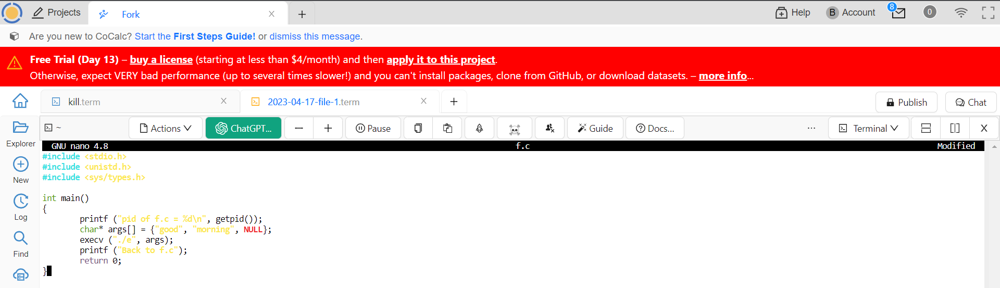 Projects
Fork
Help
B Account
8
0
Are you new to CoCalc? Start the First Steps Guide! or dismiss this message.
Free Trial (Day 13) – buy a license (starting at less than $4/month) and then apply it to this project.
Otherwise, expect VERY bad performance (up to several times slower!) and you can't install packages, clone from GitHub, or download datasets. – more info...
kill.term
2023-04-17-file-1.term
Publish
Chat
~
Actions
ChatGPT...
Pause
Guide
Docs...
Terminal
Explorer
New
Log
Find
GNU nano 4.8 f.c Modified
#include <stdio.h>
#include <unistd.h>
#include <sys/types.h>
int main()
{
printf ("pid of f.c = %d\n", getpid());
char* args[] = {"good", "morning", NULL};
execv ("./e", args);
printf ("Back to f.c");
return 0;
}